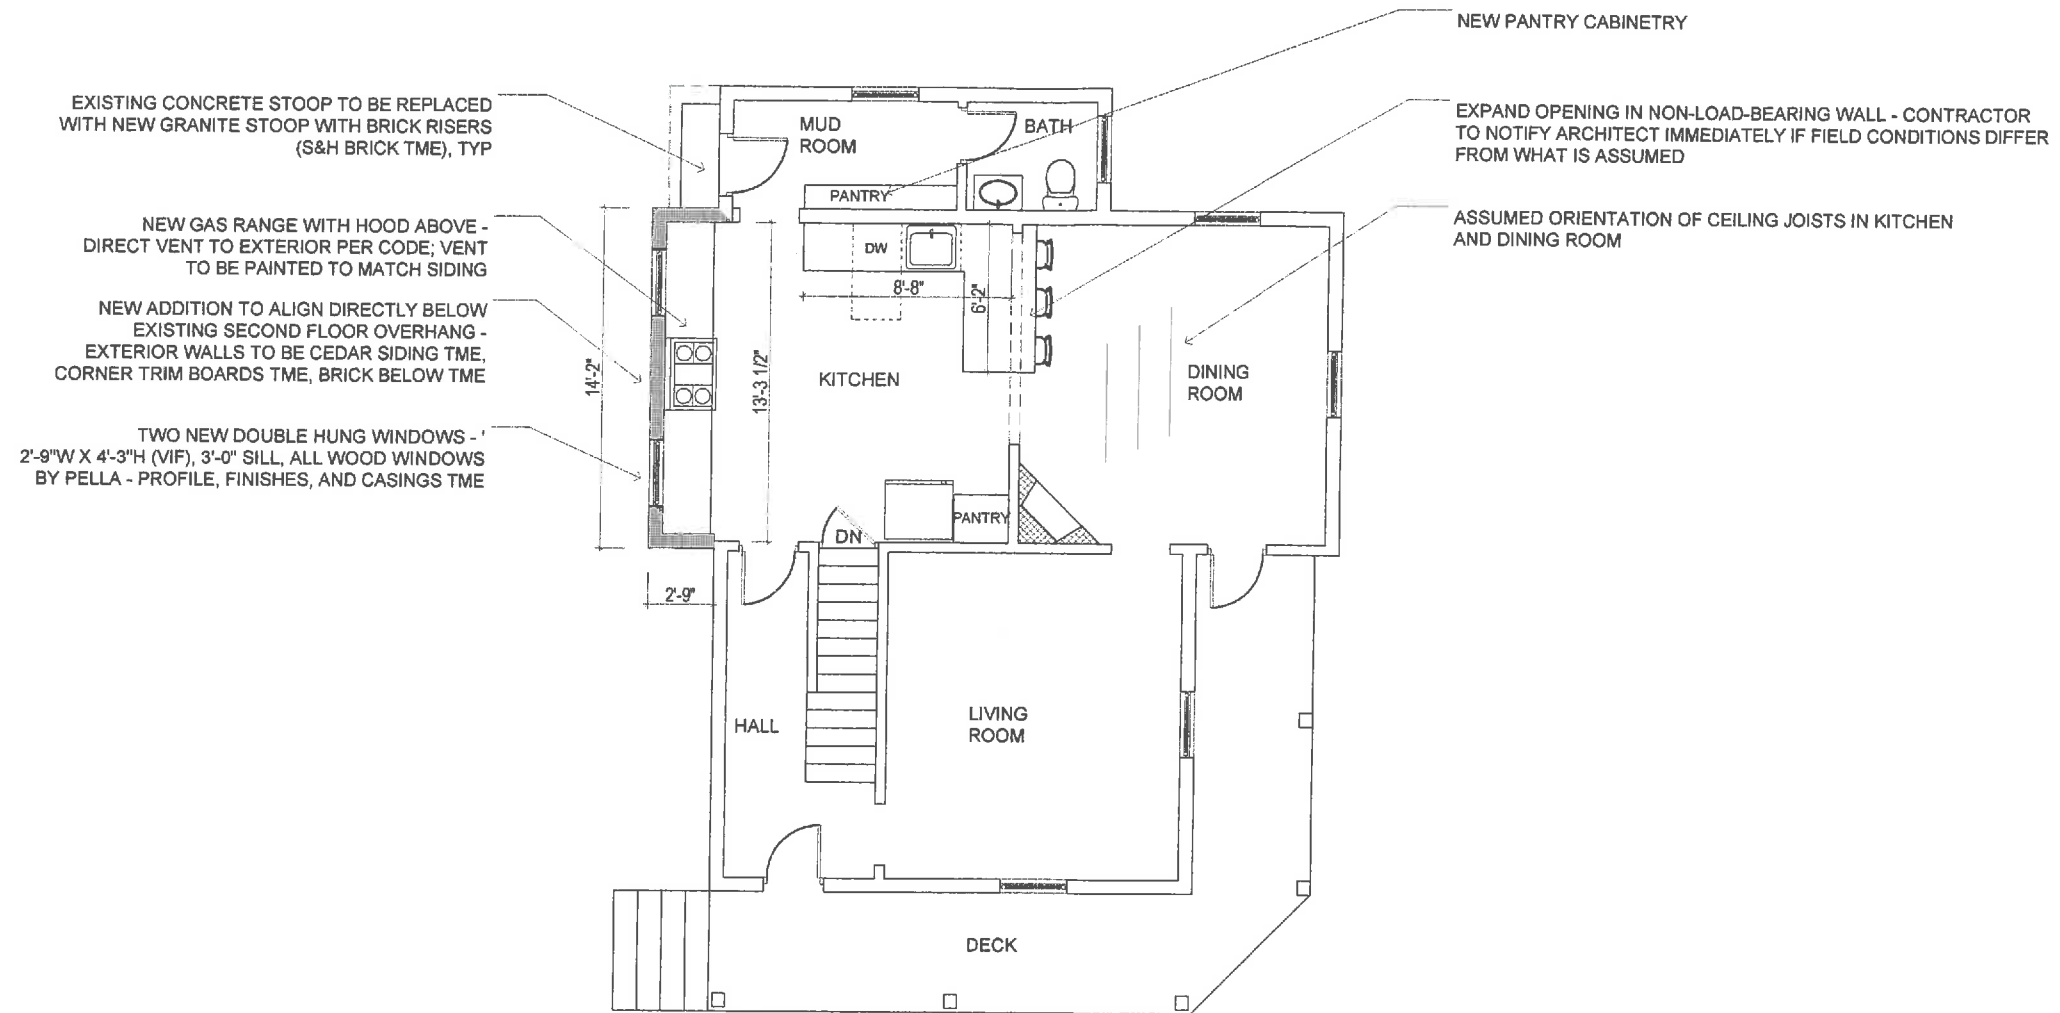 NEW PANTRY CABINETRY
EXISTING CONCRETE STOOP TO BE REPLACED
WITH NEW GRANITE STOOP WITH BRICK RISERS
(S&H BRICK TME), TYP
EXPAND OPENING IN NON-LOAD-BEARING WALL - CONTRACTOR
TO NOTIFY ARCHITECT IMMEDIATELY IF FIELD CONDITIONS DIFFER
FROM WHAT IS ASSUMED
MUD
ROOM
BATH
PANTRY
NEW GAS RANGE WITH HOOD ABOVE -
DIRECT VENT TO EXTERIOR PER CODE; VENT
TO BE PAINTED TO MATCH SIDING
ASSUMED ORIENTATION OF CEILING JOISTS IN KITCHEN
AND DINING ROOM
DW
8'-8"
6'-2"
NEW ADDITION TO ALIGN DIRECTLY BELOW
EXISTING SECOND FLOOR OVERHANG -
EXTERIOR WALLS TO BE CEDAR SIDING TME,
CORNER TRIM BOARDS TME, BRICK BELOW TME
14'-2"
13'-3 1/2"
KITCHEN
DINING
ROOM
TWO NEW DOUBLE HUNG WINDOWS - '
2'-9"W X 4'-3"H (VIF), 3'-0" SILL, ALL WOOD WINDOWS
BY PELLA - PROFILE, FINISHES, AND CASINGS TME
PANTRY
DN
2'-9"
HALL
LIVING
ROOM
DECK